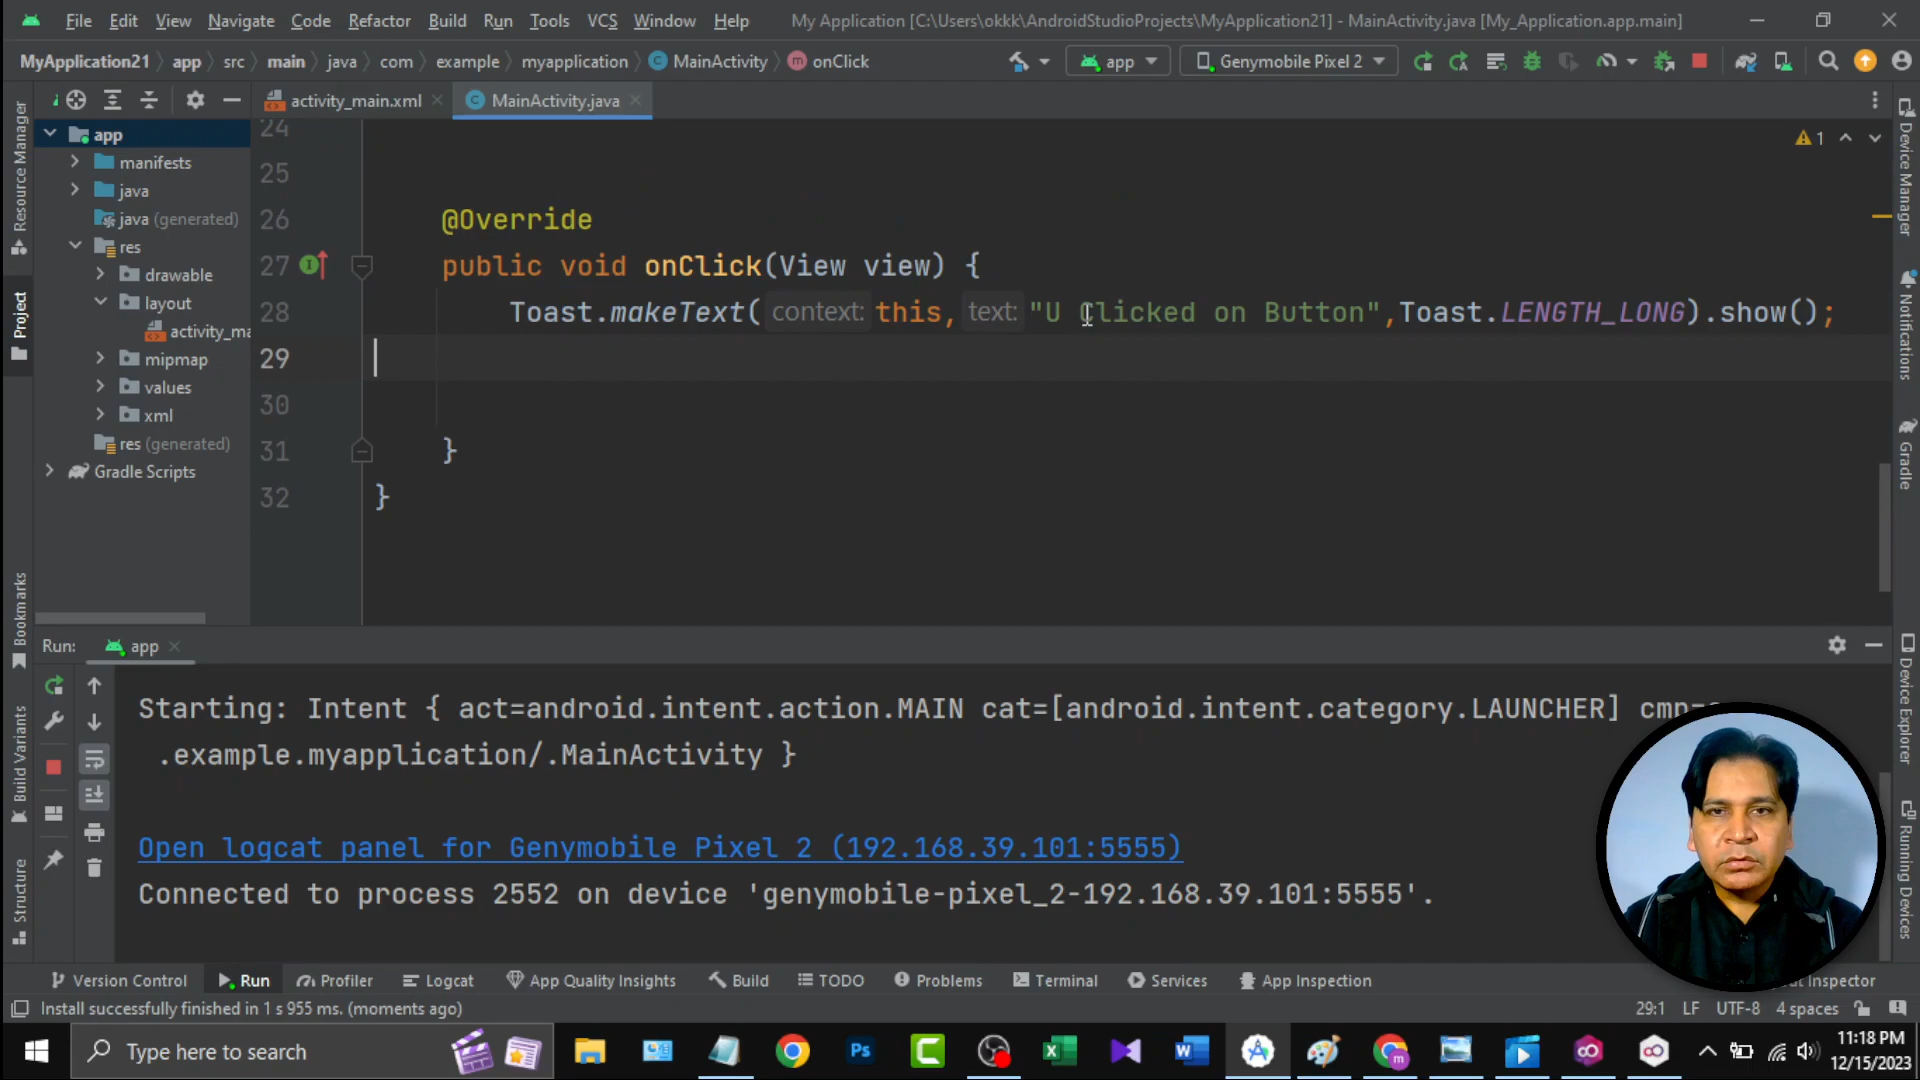 File Edit View Navigate Code Refactor Build Run Tools VCS Window Help My Application [C:\Users\okkk\AndroidStudioProjects\MyApplication21] - MainActivity.java [My_Application.app.main]
MyApplication21 app src main java com example myapplication MainActivity onClick app Genymobile Pixel 2
activity_main.xml MainActivity.java
app
manifests
java
java (generated)
res
drawable
layout
activity_ma
mipmap
values
xml
res (generated)
Gradle Scripts
24
25
26 @Override
27 public void onClick(View view) {
28 Toast.makeText( context: this, text: "U Clicked on Button",Toast.LENGTH_LONG).show();
29
30
31 }
32 }
1
Resource Manager
Project
Bookmarks
Build Variants
Structure
Device Manager
Notifications
Gradle
Device Explorer
Running Devices
Run: app
Starting: Intent { act=android.intent.action.MAIN cat=[android.intent.category.LAUNCHER]
.example.myapplication/.MainActivity }
Open logcat panel for Genymobile Pixel 2 (192.168.39.101:5555)
Connected to process 2552 on device 'genymobile-pixel_2-192.168.39.101:5555'.
Version Control Run Profiler Logcat App Quality Insights Build TODO Problems Terminal Services App Inspection Inspector
Install successfully finished in 1 s 955 ms. (moments ago) 29:1 LF UTF-8 4 spaces
Type here to search
11:18 PM
12/15/2023